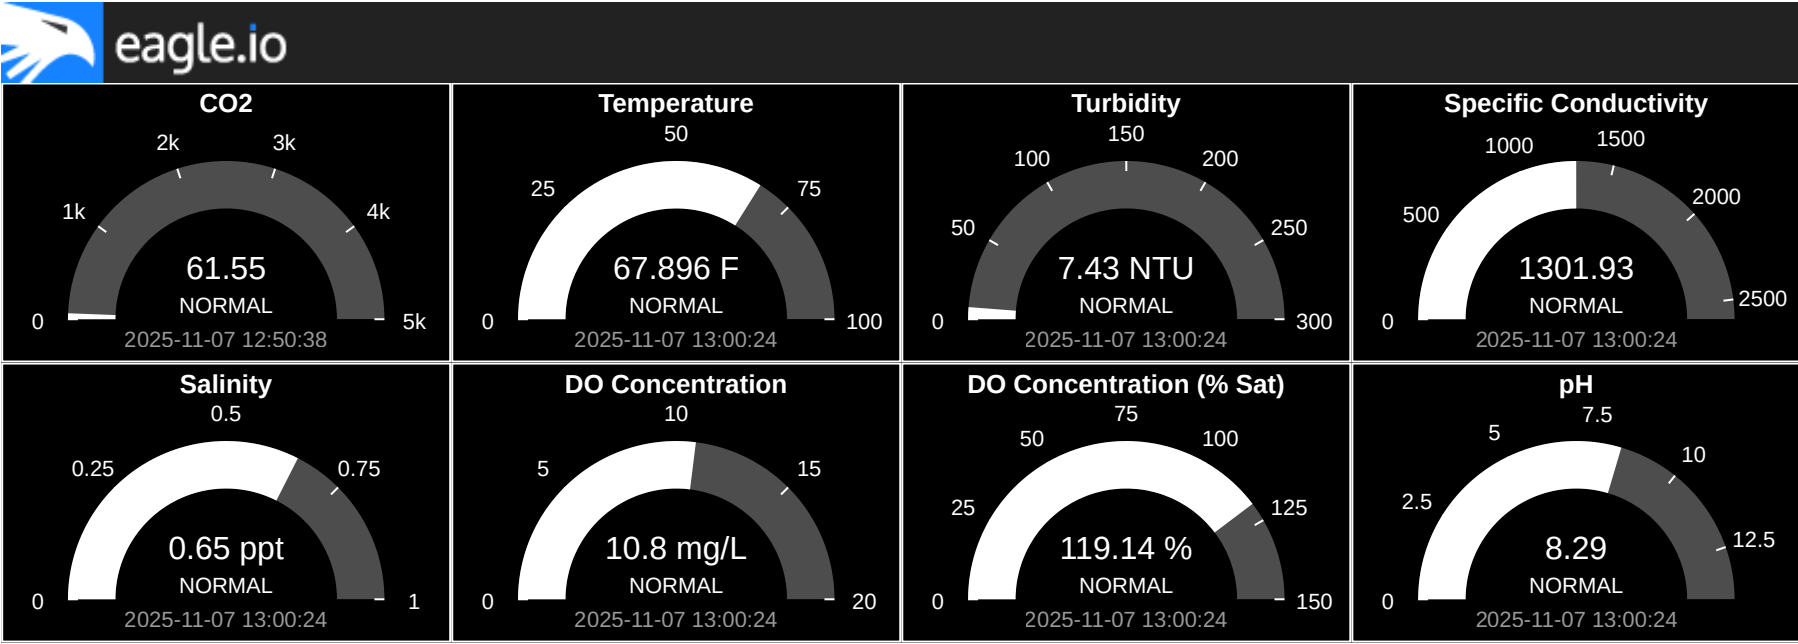 eagle.io
CO2
2k
3k
1k
4k
0
5k
61.55
NORMAL
2025-11-07 12:50:38
Temperature
50
25
75
0
100
67.896 F
NORMAL
2025-11-07 13:00:24
Turbidity
150
100
200
50
250
0
300
7.43 NTU
NORMAL
2025-11-07 13:00:24
Specific Conductivity
1000
1500
500
2000
0
2500
1301.93
NORMAL
2025-11-07 13:00:24
Salinity
0.5
0.25
0.75
0
1
0.65 ppt
NORMAL
2025-11-07 13:00:24
DO Concentration
10
5
15
0
20
10.8 mg/L
NORMAL
2025-11-07 13:00:24
DO Concentration (% Sat)
75
50
100
25
125
0
150
119.14 %
NORMAL
2025-11-07 13:00:24
pH
7.5
5
10
2.5
12.5
0
8.29
NORMAL
2025-11-07 13:00:24